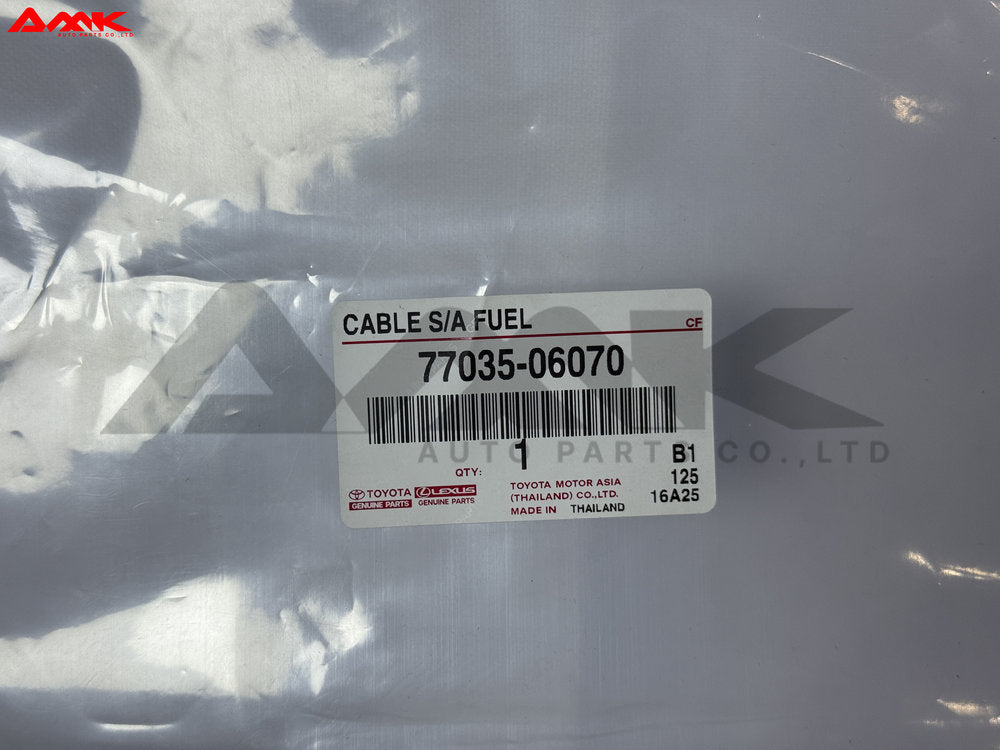 AMK
AUTO PARTS CO.,LTD
CABLE S/A FUEL
CF
77035-06070
AMK
AUTO PARTS CO.,LTD
1
B1
QTY:
125
TOYOTA LEXUS
GENUINE PARTS GENUINE PARTS
TOYOTA MOTOR ASIA
(THAILAND) CO.,LTD.
16A25
MADE IN THAILAND